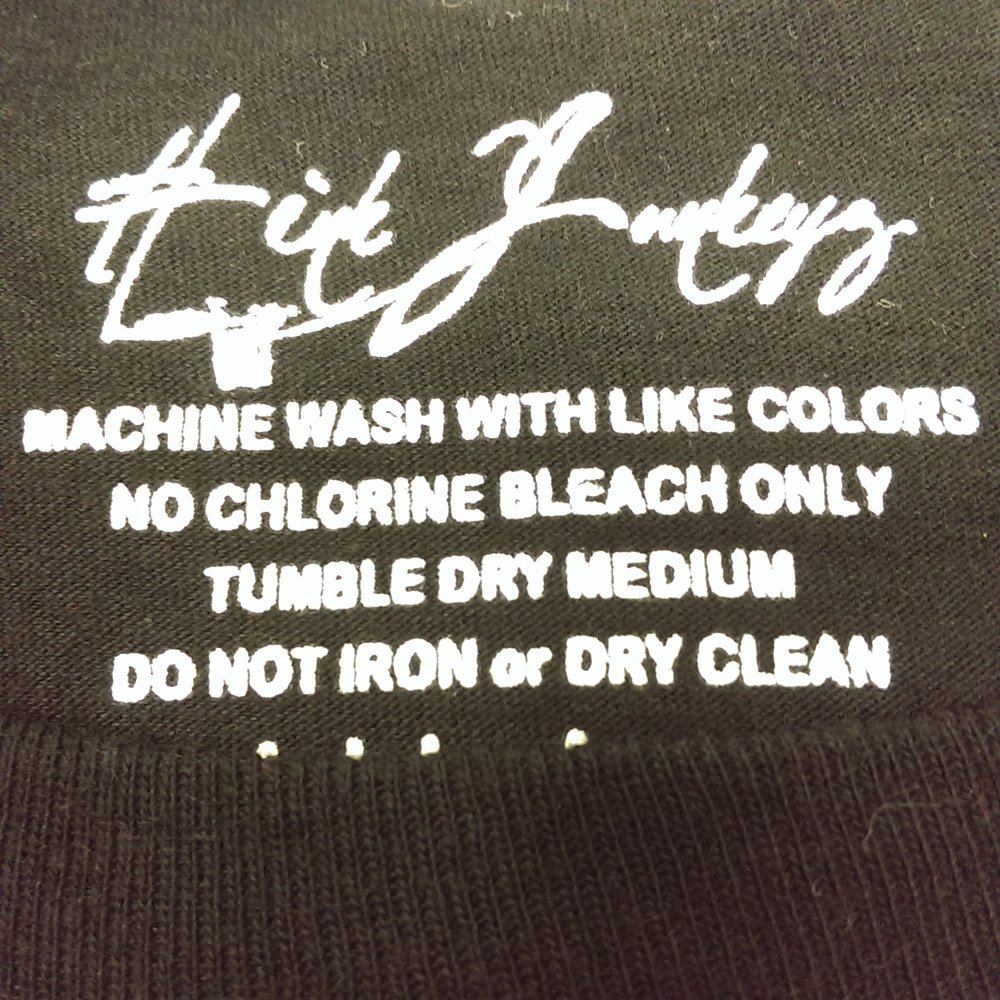 MACHINE WASH WITH LIKE COLORS
NO CHLORINE BLEACH ONLY
TUMBLE DRY MEDIUM
DO NOT IRON or DRY CLEAN